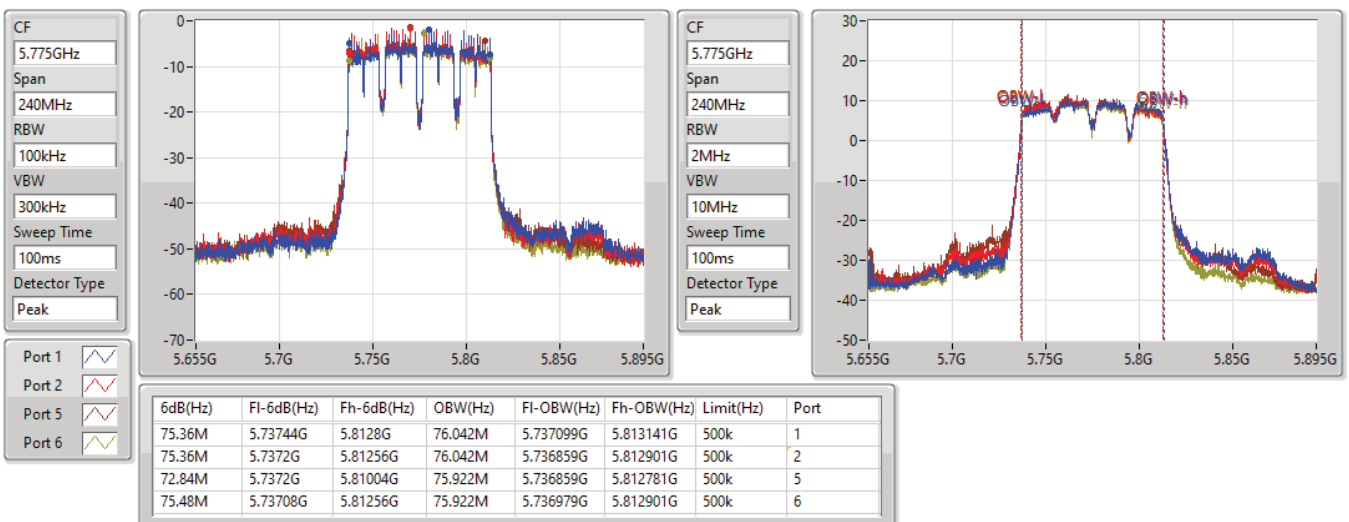 CF
5.775GHz
Span
240MHz
RBW
100kHz
VBW
300kHz
Sweep Time
100ms
Detector Type
Peak
Port 1
Port 2
Port 5
Port 6
0
-10
-20
-30
-40
-50
-60
-70
5.655G 5.7G 5.75G 5.8G 5.85G 5.895G
CF
5.775GHz
Span
240MHz
RBW
2MHz
VBW
10MHz
Sweep Time
100ms
Detector Type
Peak
30
20
10
0
-10
-20
-30
-40
-50
OBW-l OBW-h
5.655G 5.7G 5.75G 5.8G 5.85G 5.895G
6dB(Hz) Fl-6dB(Hz) Fh-6dB(Hz) OBW(Hz) Fl-OBW(Hz) Fh-OBW(Hz) Limit(Hz) Port
75.36M 5.73744G 5.8128G 76.042M 5.737099G 5.813141G 500k 1
75.36M 5.7372G 5.81256G 76.042M 5.736859G 5.812901G 500k 2
72.84M 5.7372G 5.81004G 75.922M 5.736859G 5.812781G 500k 5
75.48M 5.73708G 5.81256G 75.922M 5.736979G 5.812901G 500k 6